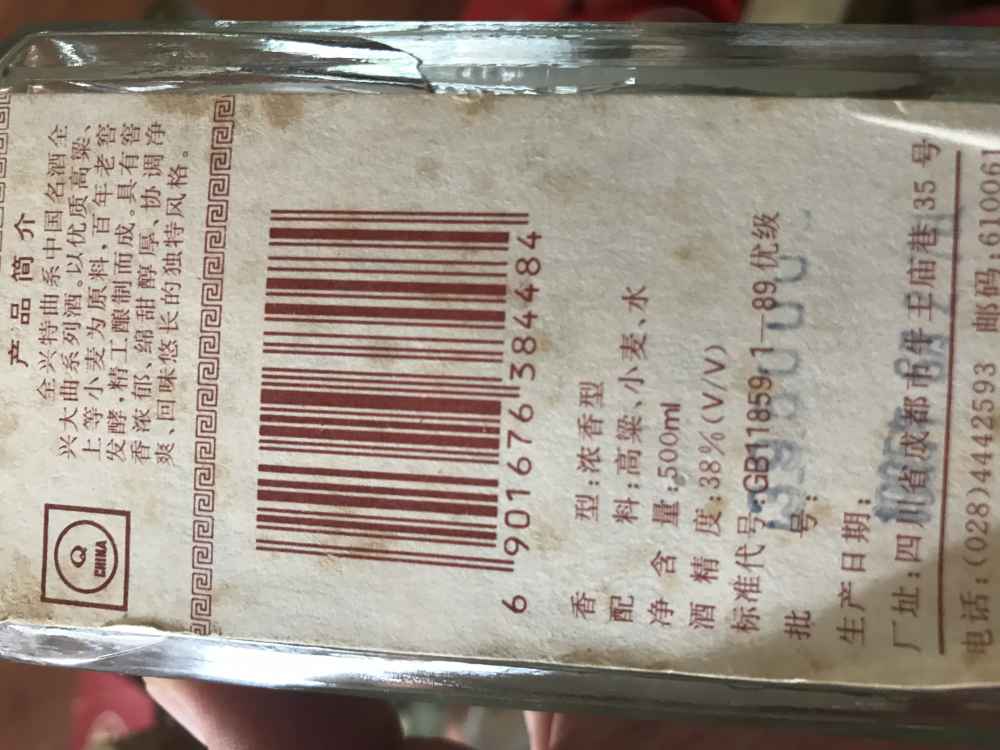 产品简介
全兴特曲系中国名酒全
兴大曲系列酒。以优质高粱、
上等小麦为原料,百年老窖
发酵,精工酿制而成。具有窖
香浓郁、绵甜醇厚、协调净
爽、回味悠长的独特风格。
Q
CHINA
6 901676 384484
香 型:浓香型
配 料:高粱、小麦、水
净含量:500ml
酒精度:38%(V/V)
标准代号:GB11859·1-89优级
批 号:
生产日期:
厂址:四川省成都市牛王庙巷35号
电话:(028)4442593 邮码:610061